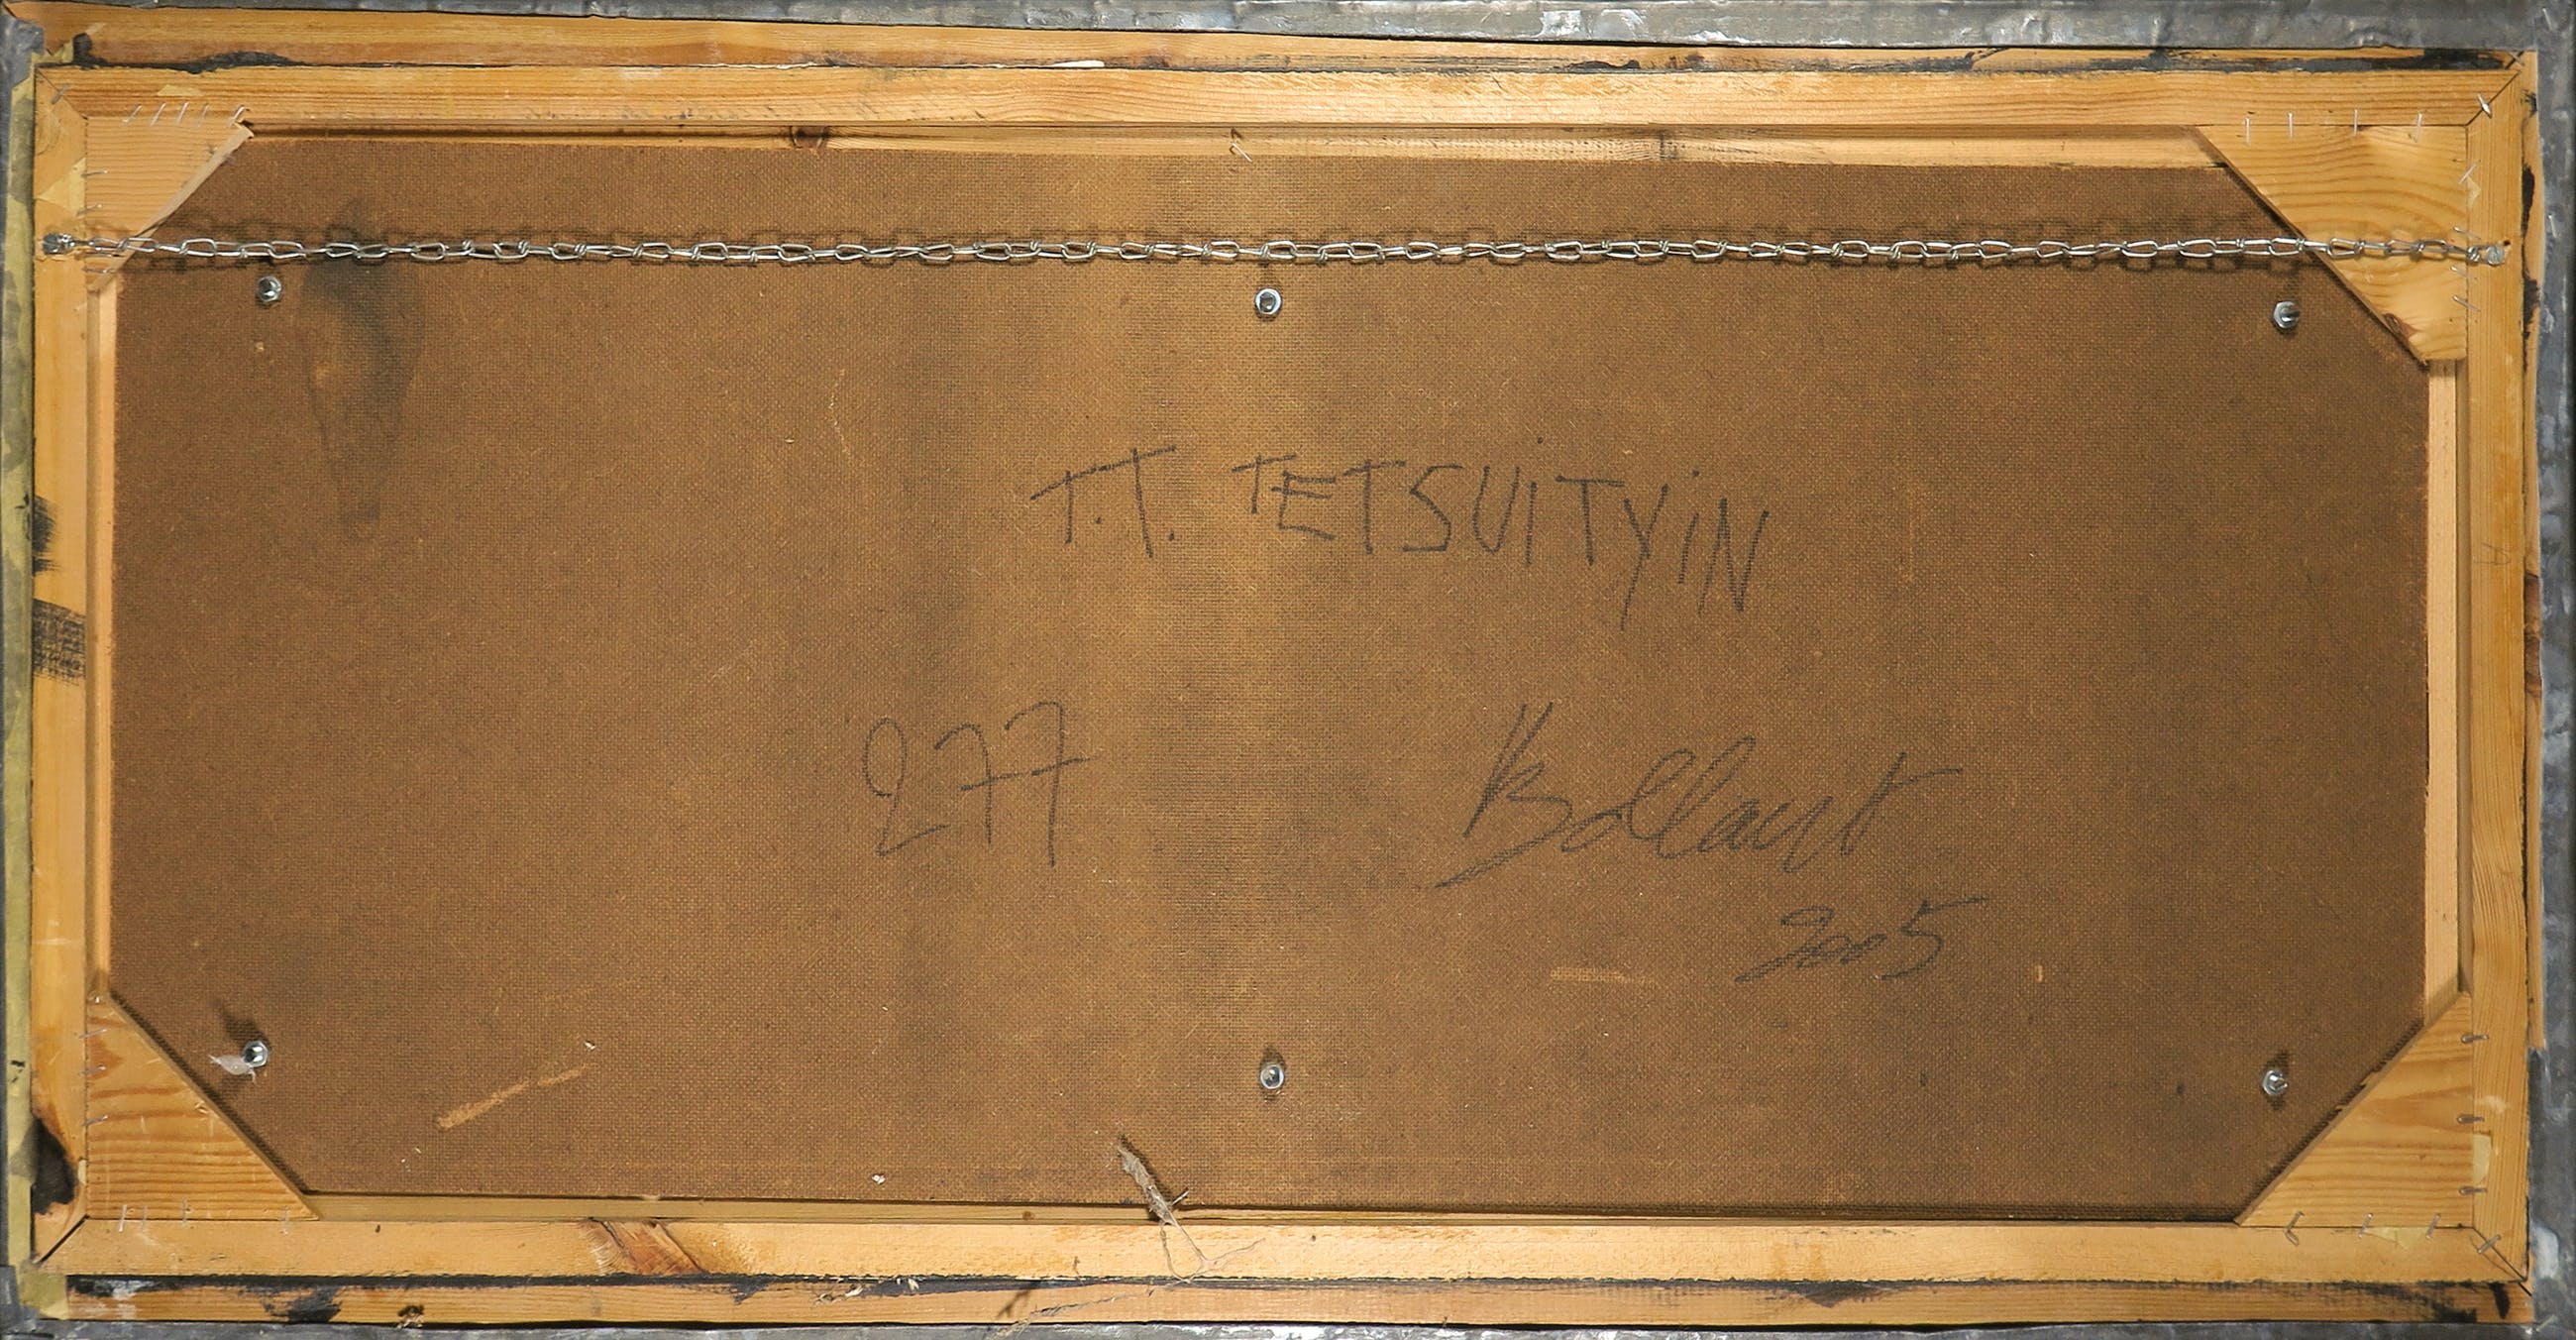 T.T. TETSUITYiN
277
Bollaert
2005